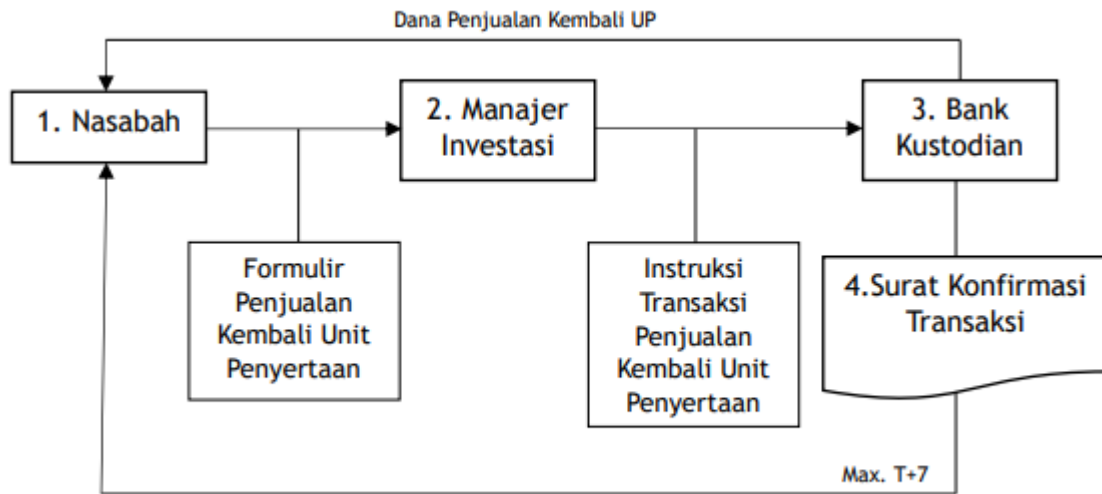 Dana Penjualan Kembali UP
1. Nasabah
2. Manajer
Investasi
3. Bank
Kustodian
Formulir
Penjualan
Kembali Unit
Penyertaan
Instruksi
Transaksi
Penjualan
Kembali Unit
Penyertaan
4.Surat Konfirmasi
Transaksi
Max. T+7